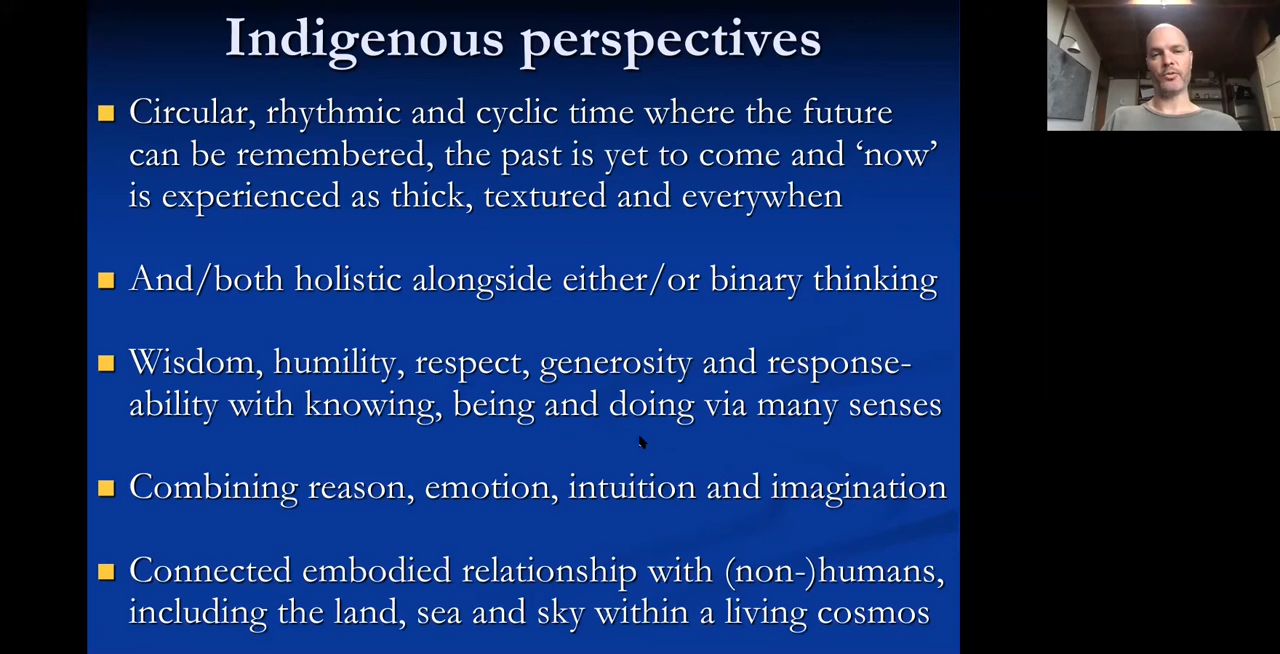 Indigenous perspectives
Circular, rhythmic and cyclic time where the future
can be remembered, the past is yet to come and ‘now’
is experienced as thick, textured and everywhen
And/both holistic alongside either/or binary thinking
Wisdom, humility, respect, generosity and response-
ability with knowing, being and doing via many senses
Combining reason, emotion, intuition and imagination
Connected embodied relationship with (non-)humans,
including the land, sea and sky within a living cosmos